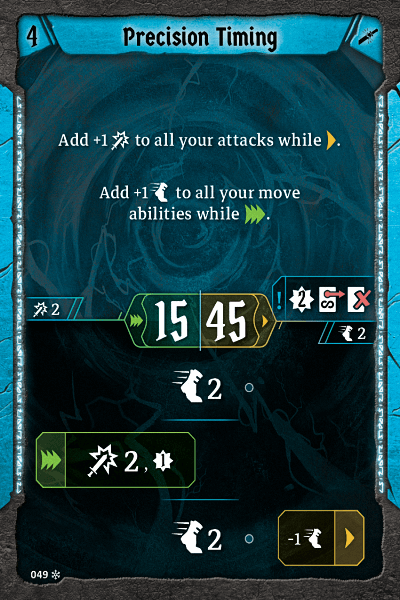 4 Precision Timing
Add +1 to all your attacks while .
Add +1 to all your move
abilities while .
2 15 45 ! 2 8
2
2
2 , 1
2 -1
049